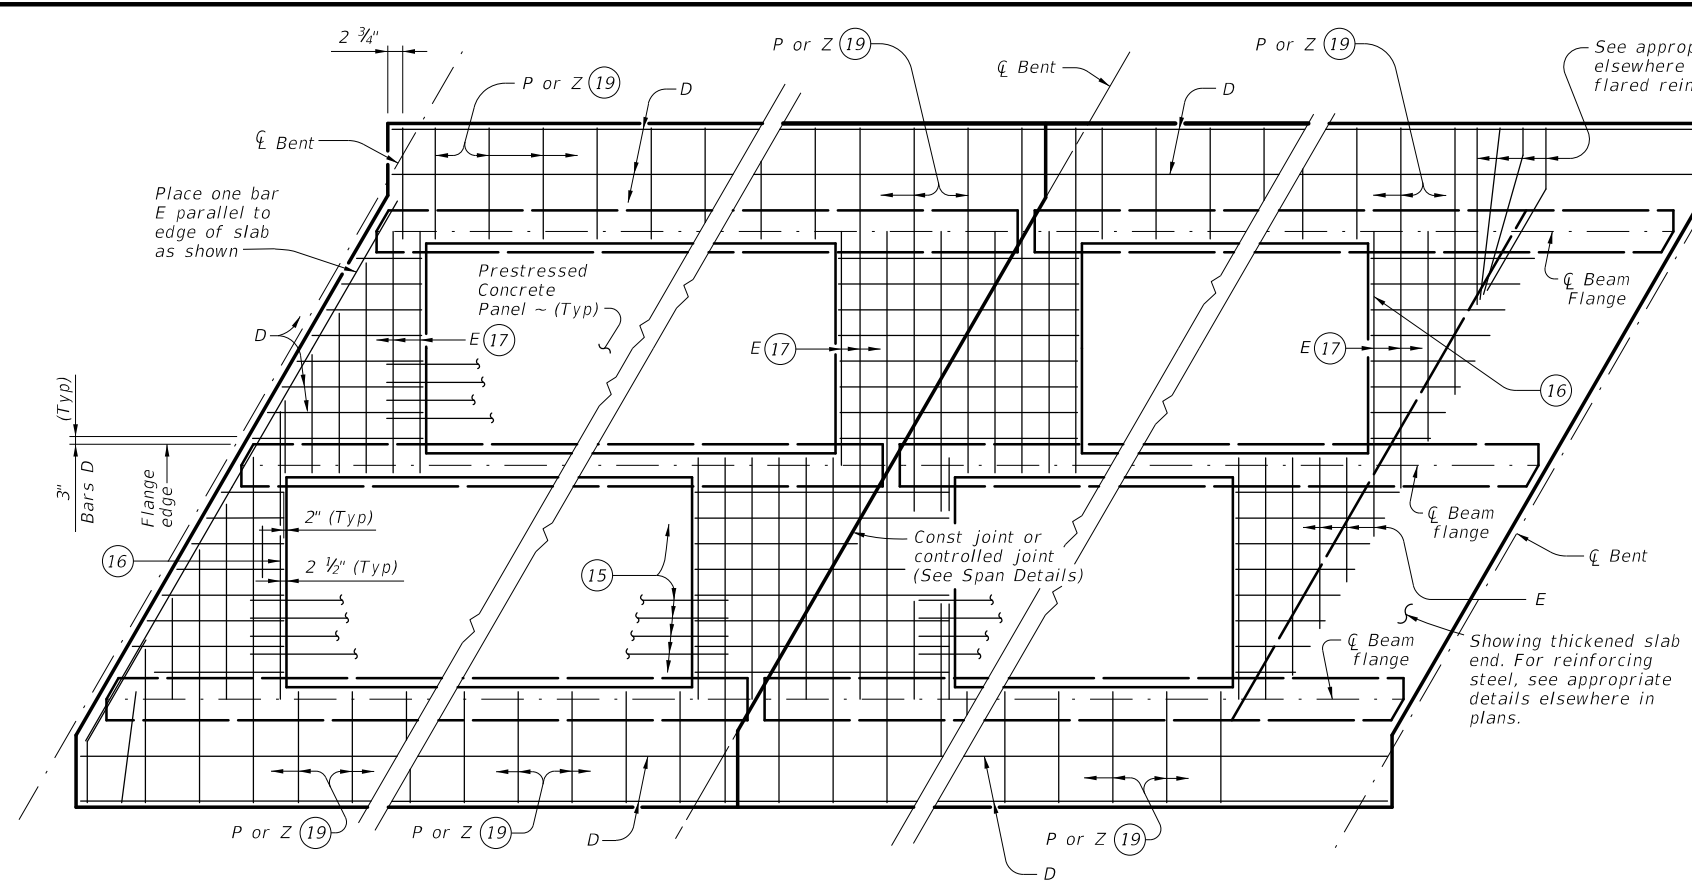 2 ¾"
P or Z 19
P or Z 19
P or Z 19
℄ Bent
D
D
See approp
elsewhere
flared rein
℄ Bent
Place one bar
E parallel to
edge of slab
as shown
Prestressed
Concrete
Panel ~ (Typ)
℄ Beam
Flange
D
E 17
E 17
E 17
16
(Typ)
3"
Bars D
Flange
edge
2" (Typ)
16
2 ½" (Typ)
15
Const joint or
controlled joint
(See Span Details)
℄ Beam
flange
℄ Bent
E
℄ Beam
flange
Showing thickened slab
end. For reinforcing
steel, see appropriate
details elsewhere in
plans.
P or Z 19
P or Z 19
D
P or Z 19
D